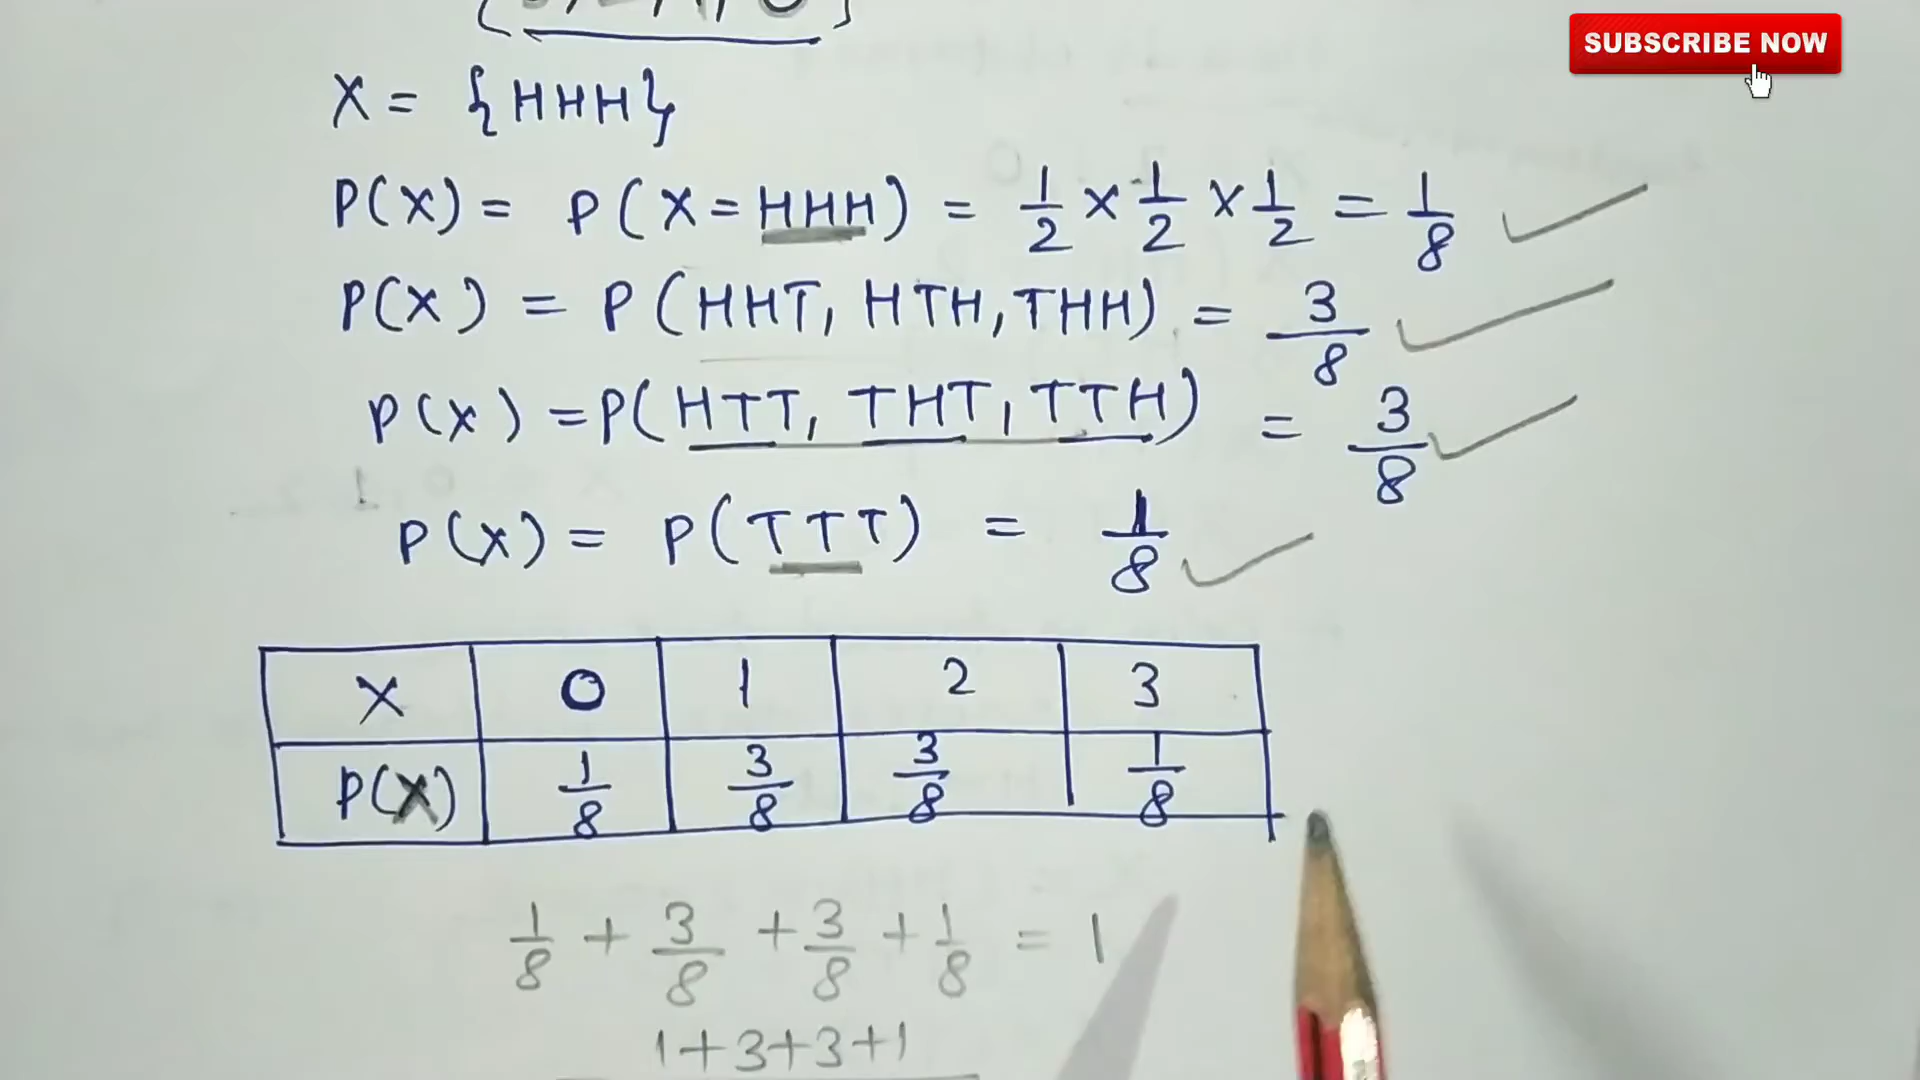 SUBSCRIBE NOW
X = {HHH}
P(X) = P(X=HHH) = 1/2 × 1/2 × 1/2 = 1/8
P(X) = P(HHT, HTH, THH) = 3/8
P(X) = P(HTT, THT, TTH) = 3/8
P(X) = P(TTT) = 1/8
X 0 1 2 3
P(X) 1/8 3/8 3/8 1/8
1/8 + 3/8 + 3/8 + 1/8 = 1
1+3+3+1